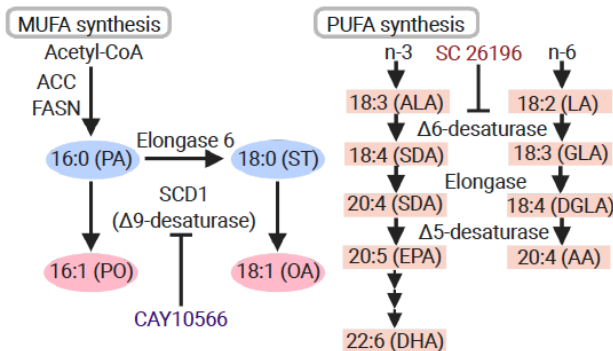 MUFA synthesis
Acetyl-CoA
ACC
FASN
16:0 (PA)
Elongase 6
18:0 (ST)
SCD1
(Δ9-desaturase)
16:1 (PO)
18:1 (OA)
CAY10566
PUFA synthesis
n-3
SC 26196
n-6
18:3 (ALA)
18:2 (LA)
Δ6-desaturase
18:4 (SDA)
18:3 (GLA)
Elongase
20:4 (SDA)
18:4 (DGLA)
Δ5-desaturase
20:5 (EPA)
20:4 (AA)
22:6 (DHA)